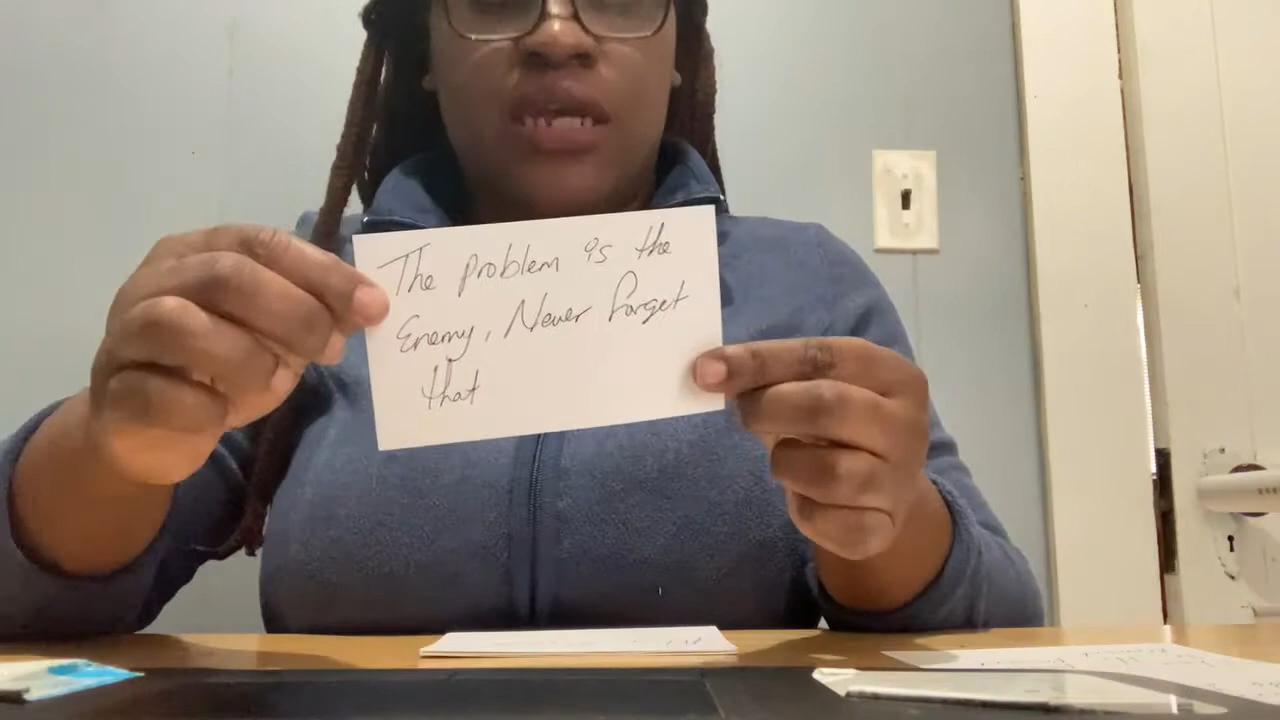 The problem is the
Enemy, Never forget
that